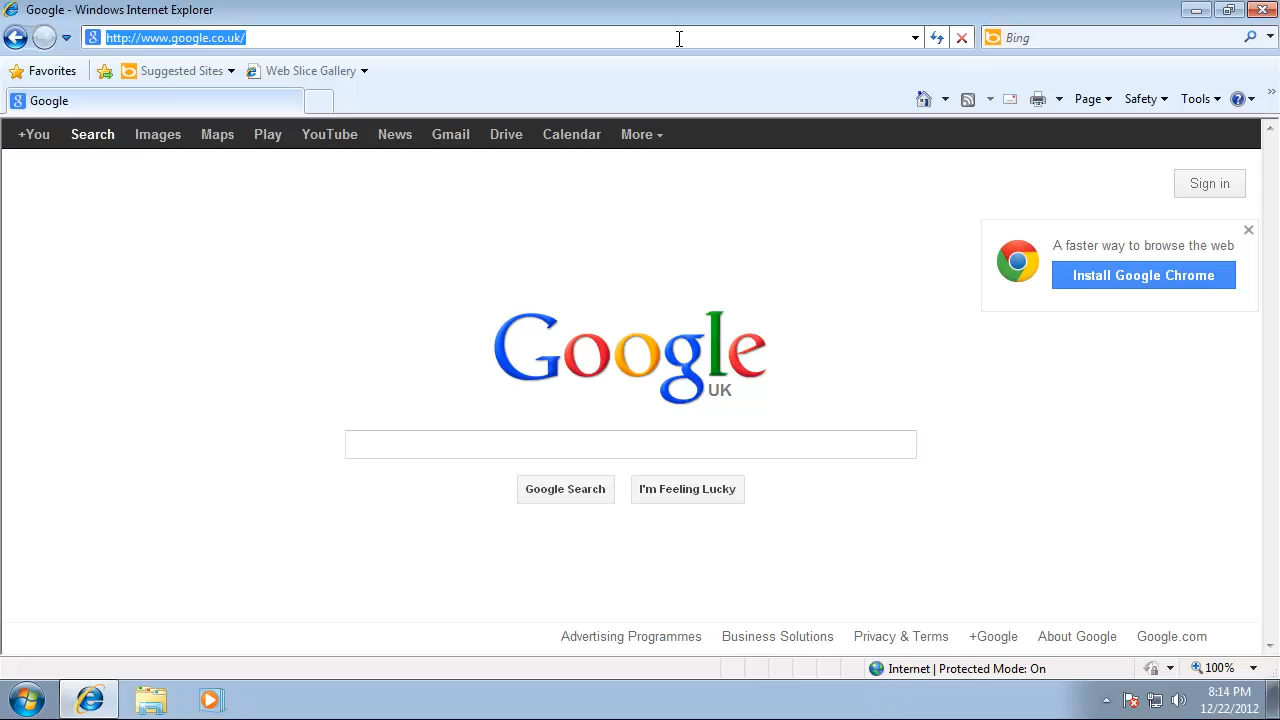 Google - Windows Internet Explorer
http://www.google.co.uk/
Bing
Favorites
Suggested Sites
Web Slice Gallery
Google
Page
Safety
Tools
+You Search Images Maps Play YouTube News Gmail Drive Calendar More
Sign in
A faster way to browse the web
Install Google Chrome
Google
UK
Google Search
I'm Feeling Lucky
Advertising Programmes Business Solutions Privacy & Terms +Google About Google Google.com
Internet | Protected Mode: On
100%
8:14 PM
12/22/2012